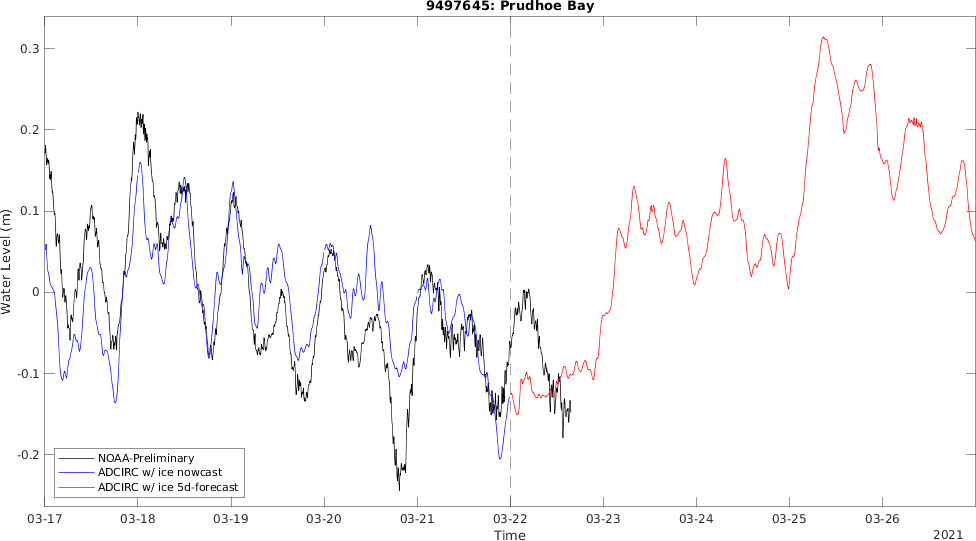 9497645: Prudhoe Bay
Water Level (m)
0.3
0.2
0.1
0
-0.1
-0.2
NOAA-Preliminary
ADCIRC w/ ice nowcast
ADCIRC w/ ice 5d-forecast
03-17 03-18 03-19 03-20 03-21 03-22 03-23 03-24 03-25 03-26
Time
2021